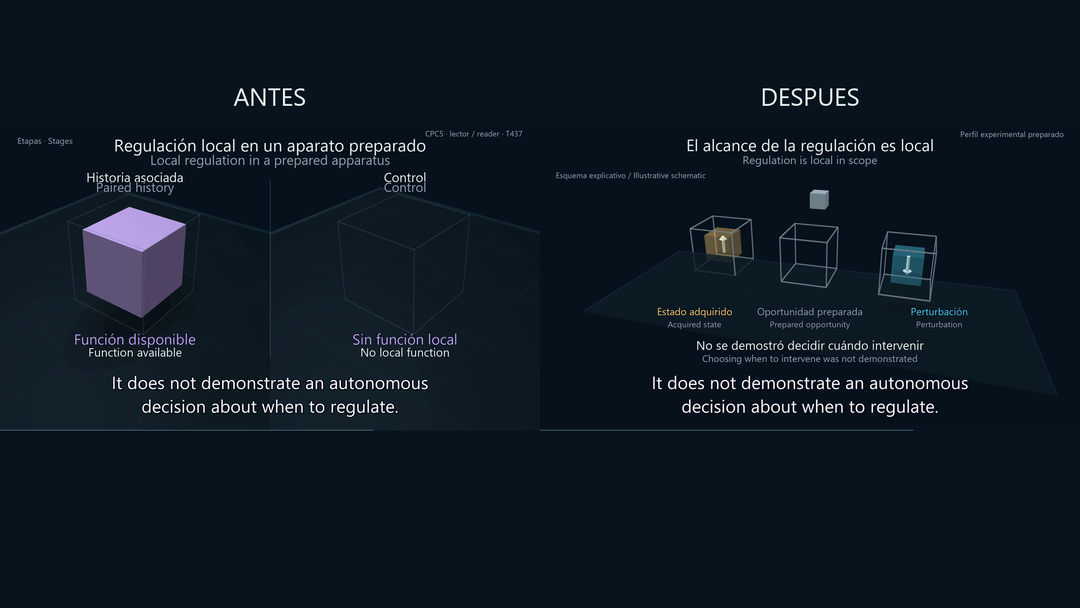 ANTES
Etapas · Stages
CPC5 · lector / reader · T437
Regulación local en un aparato preparado
Local regulation in a prepared apparatus
Historia asociada
Paired history
Control
Control
Función disponible
Function available
Sin función local
No local function
It does not demonstrate an autonomous
decision about when to regulate.
DESPUES
Perfil experimental preparado
El alcance de la regulación es local
Regulation is local in scope
Esquema explicativo / Illustrative schematic
Estado adquirido
Acquired state
Oportunidad preparada
Prepared opportunity
Perturbación
Perturbation
No se demostró decidir cuándo intervenir
Choosing when to intervene was not demonstrated
It does not demonstrate an autonomous
decision about when to regulate.